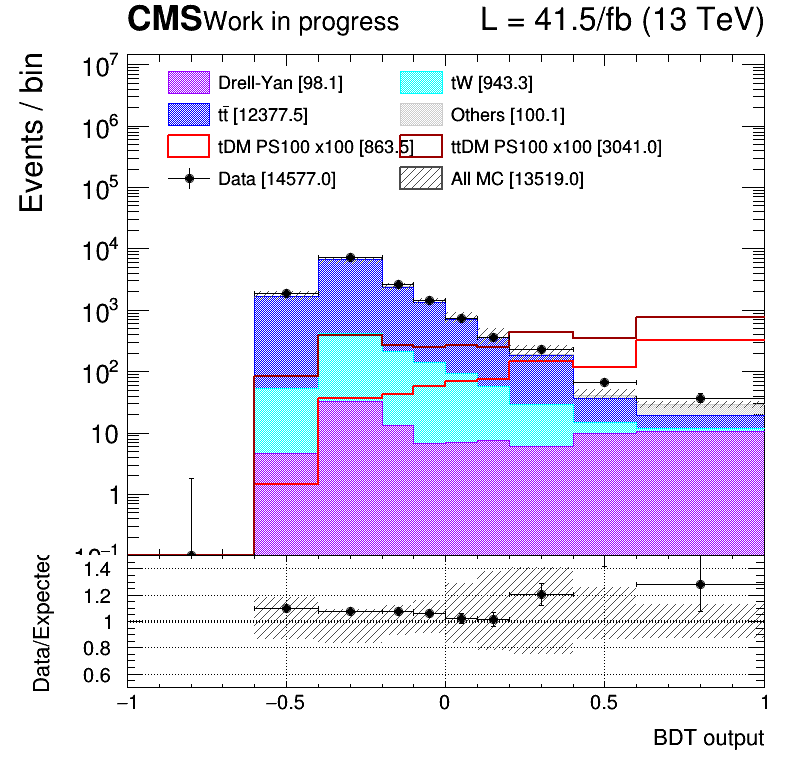 CMS Work in progress L = 41.5/fb (13 TeV)
Events / bin
10⁷
10⁶
10⁵
10⁴
10³
10²
10
1
10⁻¹
Drell-Yan [98.1] tW [943.3]
tt̄ [12377.5] Others [100.1]
tDM PS100 x100 [863.5] ttDM PS100 x100 [3041.0]
Data [14577.0] All MC [13519.0]
Data/Expected
1.4
1.2
1
0.8
0.6
−1 −0.5 0 0.5 1
BDT output